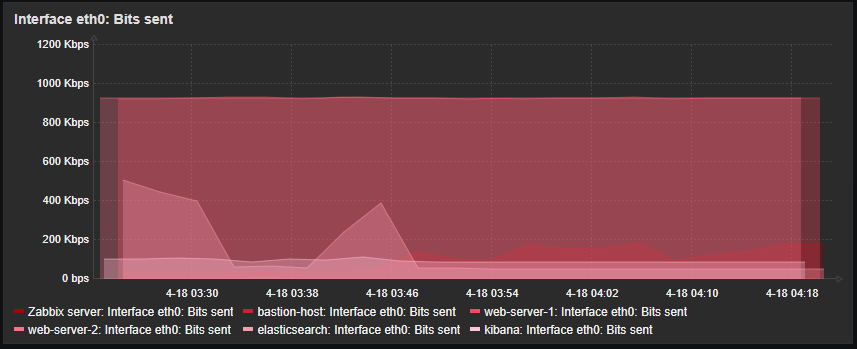 Interface eth0: Bits sent
1200 Kbps
1000 Kbps
800 Kbps
600 Kbps
400 Kbps
200 Kbps
0 bps
4-18 03:30 4-18 03:38 4-18 03:46 4-18 03:54 4-18 04:02 4-18 04:10 4-18 04:18
Zabbix server: Interface eth0: Bits sent bastion-host: Interface eth0: Bits sent web-server-1: Interface eth0: Bits sent
web-server-2: Interface eth0: Bits sent elasticsearch: Interface eth0: Bits sent kibana: Interface eth0: Bits sent